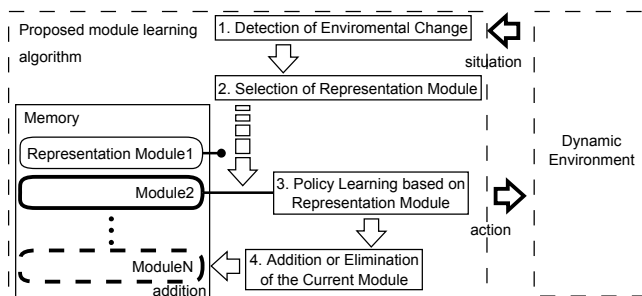 Proposed module learning
algorithm
1. Detection of Enviromental Change
situation
2. Selection of Representation Module
Memory
Representation Module1
Module2
3. Policy Learning based on
Representation Module
ModuleN
addition
4. Addition or Elimination
of the Current Module
action
Dynamic
Environment